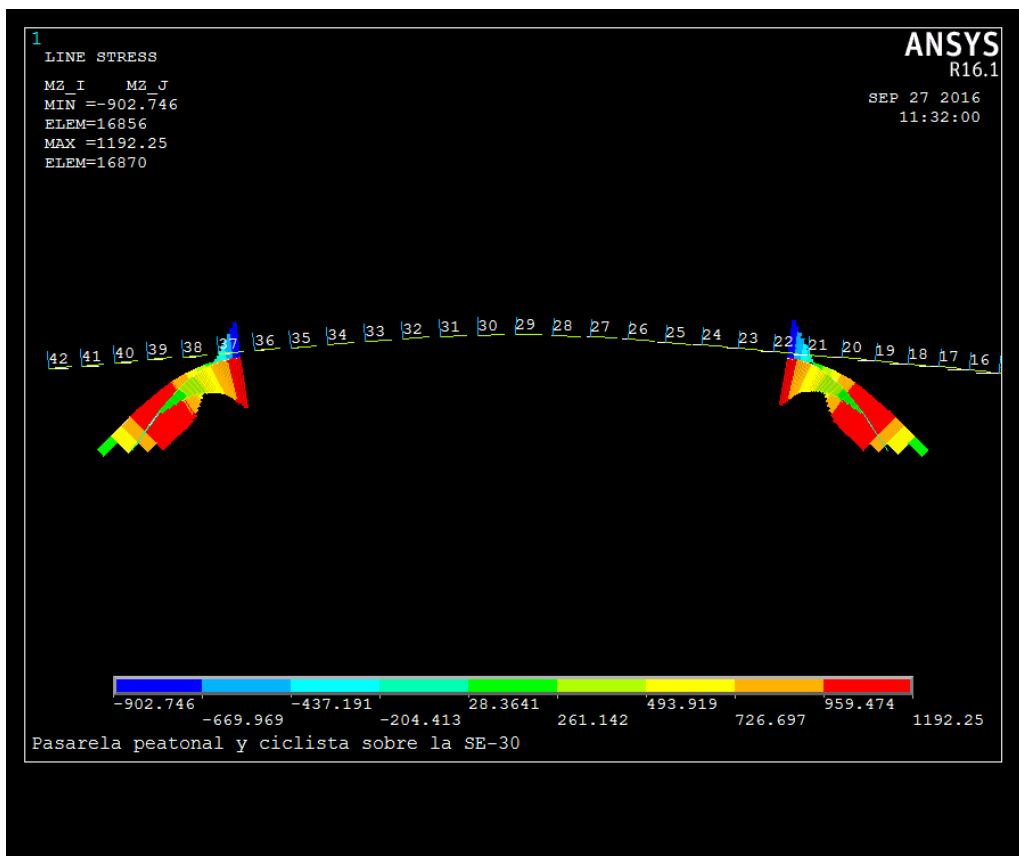 1
LINE STRESS
MZ_I MZ_J
MIN =-902.746
ELEM=16856
MAX =1192.25
ELEM=16870
ANSYS
R16.1
SEP 27 2016
11:32:00
42 41 40 39 38 37 36 35 34 33 32 31 30 29 28 27 26 25 24 23 22 21 20 19 18 17 16
-902.746 -437.191 28.3641 493.919 959.474
-669.969 -204.413 261.142 726.697 1192.25
Pasarela peatonal y ciclista sobre la SE-30